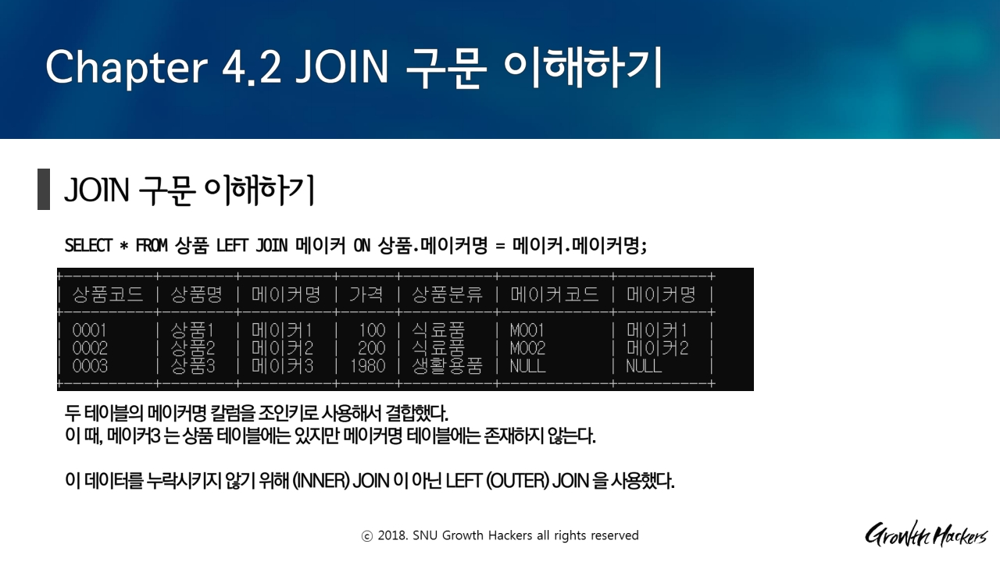 Chapter 4.2 JOIN 구문 이해하기
JOIN 구문 이해하기
SELECT * FROM 상품 LEFT JOIN 메이커 ON 상품.메이커명 = 메이커.메이커명;
+----------+--------+----------+------+----------+------------+----------+
| 상품코드 | 상품명 | 메이커명 | 가격 | 상품분류 | 메이커코드 | 메이커명 |
+----------+--------+----------+------+----------+------------+----------+
| 0001 | 상품1 | 메이커1 | 100 | 식료품 | M001 | 메이커1 |
| 0002 | 상품2 | 메이커2 | 200 | 식료품 | M002 | 메이커2 |
| 0003 | 상품3 | 메이커3 | 1980 | 생활용품 | NULL | NULL |
+----------+--------+----------+------+----------+------------+----------+
두 테이블의 메이커명 칼럼을 조인키로 사용해서 결합했다.
이 때, 메이커3 는 상품 테이블에는 있지만 메이커명 테이블에는 존재하지 않는다.
이 데이터를 누락시키지 않기 위해 (INNER) JOIN 이 아닌 LEFT (OUTER) JOIN 을 사용했다.
ⓒ 2018. SNU Growth Hackers all rights reserved
Growth Hackers